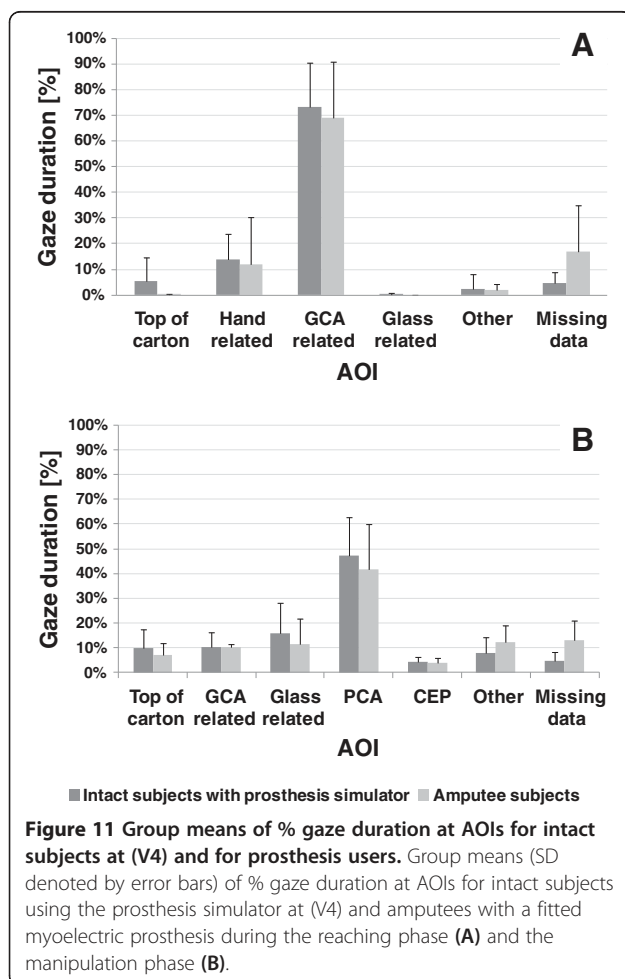 A
100%
90%
80%
70%
60%
50%
40%
30%
20%
10%
0%
Gaze duration [%]
Top of carton
Hand related
GCA related
Glass related
Other
Missing data
AOI
B
100%
90%
80%
70%
60%
50%
40%
30%
20%
10%
0%
Gaze duration [%]
Top of carton
GCA related
Glass related
PCA
CEP
Other
Missing data
AOI
Intact subjects with prosthesis simulator
Amputee subjects
Figure 11 Group means of % gaze duration at AOIs for intact
subjects at (V4) and for prosthesis users. Group means (SD
denoted by error bars) of % gaze duration at AOIs for intact subjects
using the prosthesis simulator at (V4) and amputees with a fitted
myoelectric prosthesis during the reaching phase (A) and the
manipulation phase (B).